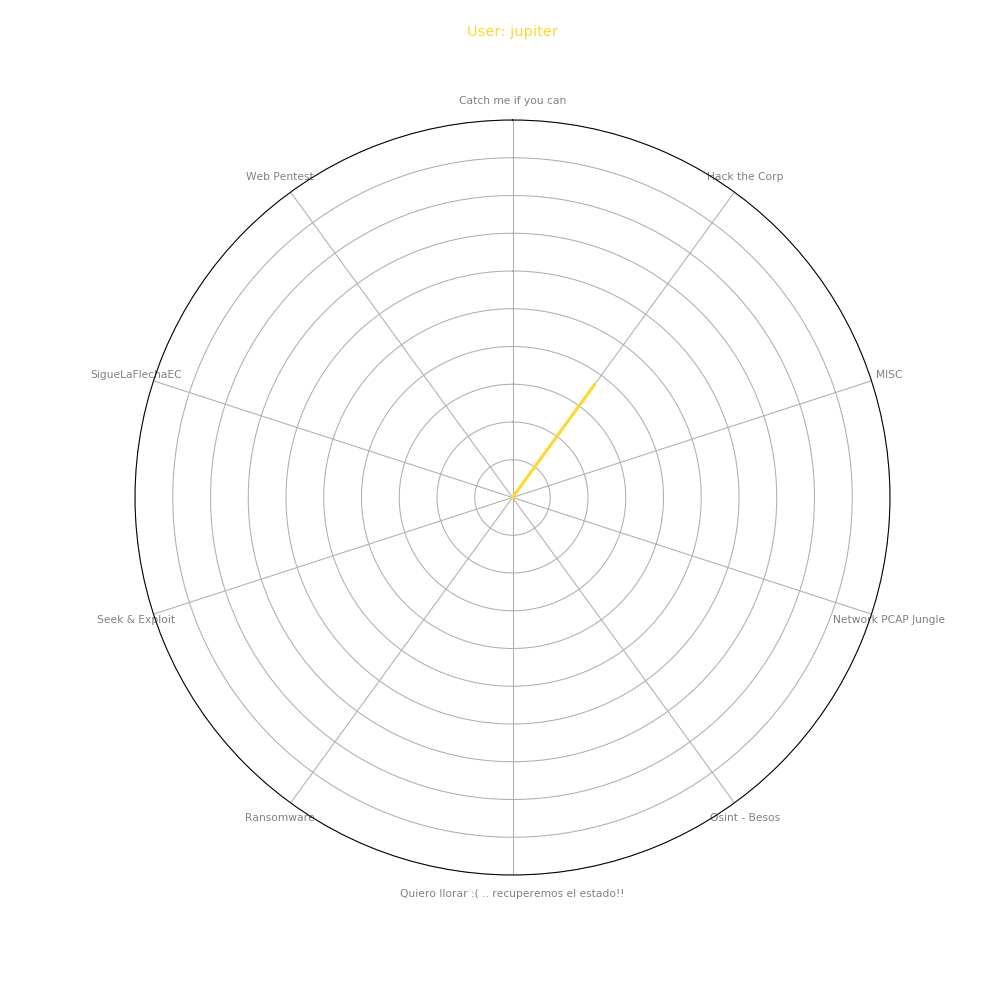 User: jupiter
Catch me if you can
Web Pentest
Hack the Corp
SigueLaFlechaEC
MISC
Seek & Exploit
Network PCAP Jungle
Ransomware
Osint - Besos
Quiero llorar :( .. recuperemos el estado!!